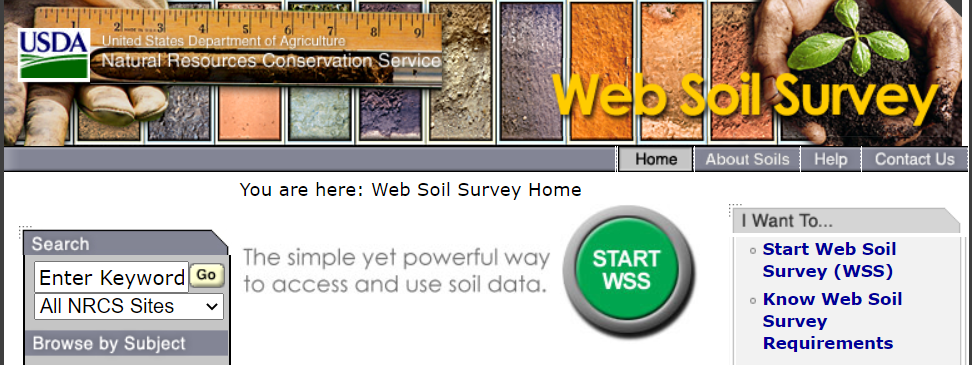 USDA
United States Department of Agriculture
Natural Resources Conservation Service
Web Soil Survey
Home
About Soils
Help
Contact Us
You are here: Web Soil Survey Home
Search
Enter Keyword
Go
All NRCS Sites
Browse by Subject
The simple yet powerful way
to access and use soil data.
START
WSS
I Want To...
Start Web Soil
Survey (WSS)
Know Web Soil
Survey
Requirements